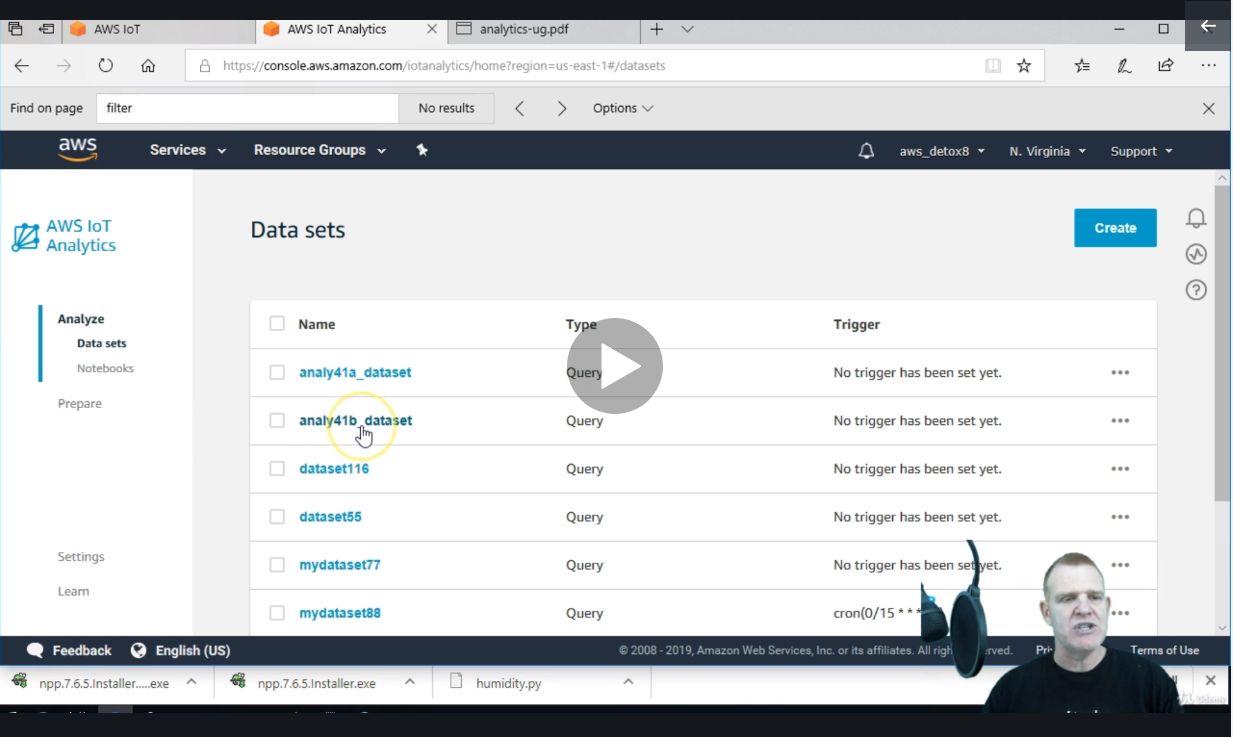 AWS IoT AWS IoT Analytics analytics-ug.pdf
https://console.aws.amazon.com/iotanalytics/home?region=us-east-1#/datasets
Find on page filter No results Options
aws Services Resource Groups aws_detox8 N. Virginia Support
AWS IoT
Analytics
Data sets
Create
Analyze
Data sets
Notebooks
Prepare
Settings
Learn
Name Type Trigger
analy41a_dataset Query No trigger has been set yet.
analy41b_dataset Query No trigger has been set yet.
dataset116 Query No trigger has been set yet.
dataset55 Query No trigger has been set yet.
mydataset77 Query No trigger has been set yet.
mydataset88 Query cron(0/15 * * *
Feedback English (US) © 2008 - 2019, Amazon Web Services, Inc. or its affiliates. All Terms of Use
npp.7.6.5.Installer.....exe npp.7.6.5.Installer.exe humidity.py